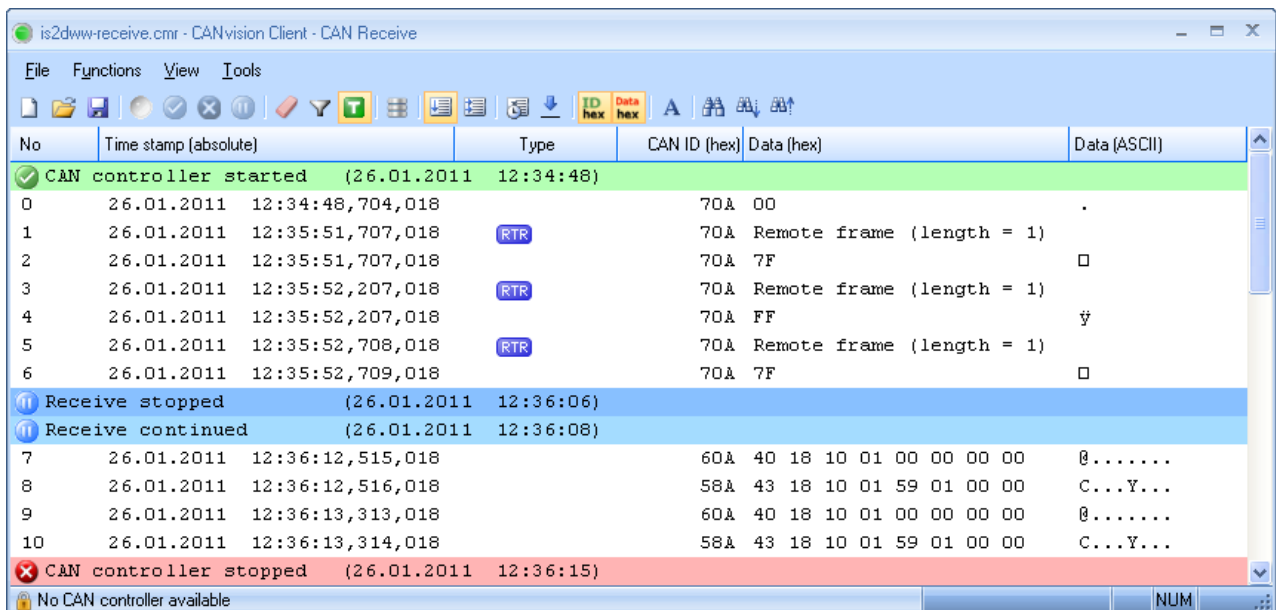 is2dww-receive.cmr - CANvision Client - CAN Receive
File Functions View Tools
T ID hex Data hex A
No Time stamp (absolute) Type CAN ID (hex) Data (hex) Data (ASCII)
CAN controller started (26.01.2011 12:34:48)
0 26.01.2011 12:34:48,704,018 70A 00 .
1 26.01.2011 12:35:51,707,018 RTR 70A Remote frame (length = 1)
2 26.01.2011 12:35:51,707,018 70A 7F □
3 26.01.2011 12:35:52,207,018 RTR 70A Remote frame (length = 1)
4 26.01.2011 12:35:52,207,018 70A FF ÿ
5 26.01.2011 12:35:52,708,018 RTR 70A Remote frame (length = 1)
6 26.01.2011 12:35:52,709,018 70A 7F □
Receive stopped (26.01.2011 12:36:06)
Receive continued (26.01.2011 12:36:08)
7 26.01.2011 12:36:12,515,018 60A 40 18 10 01 00 00 00 00 @.......
8 26.01.2011 12:36:12,516,018 58A 43 18 10 01 59 01 00 00 C...Y...
9 26.01.2011 12:36:13,313,018 60A 40 18 10 01 00 00 00 00 @.......
10 26.01.2011 12:36:13,314,018 58A 43 18 10 01 59 01 00 00 C...Y...
CAN controller stopped (26.01.2011 12:36:15)
No CAN controller available NUM